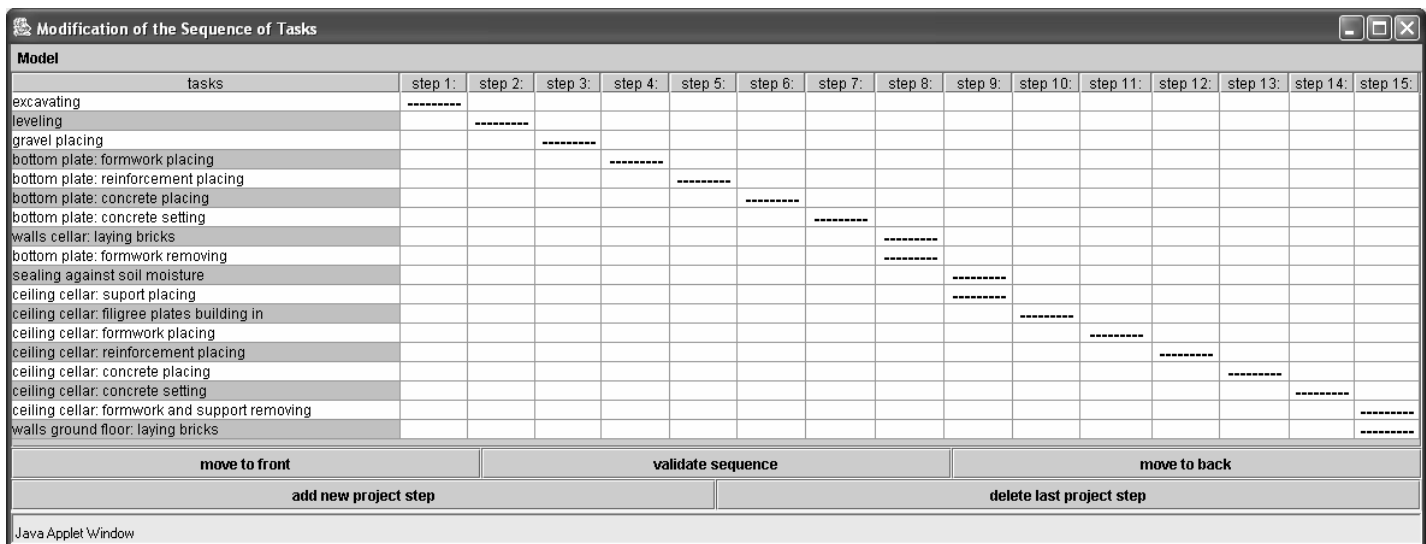 Modification of the Sequence of Tasks
Model
tasks step 1: step 2: step 3: step 4: step 5: step 6: step 7: step 8: step 9: step 10: step 11: step 12: step 13: step 14: step 15:
excavating ---------
leveling ---------
gravel placing ---------
bottom plate: formwork placing ---------
bottom plate: reinforcement placing ---------
bottom plate: concrete placing ---------
bottom plate: concrete setting ---------
walls cellar: laying bricks ---------
bottom plate: formwork removing ---------
sealing against soil moisture ---------
ceiling cellar: suport placing ---------
ceiling cellar: filigree plates building in ---------
ceiling cellar: formwork placing ---------
ceiling cellar: reinforcement placing ---------
ceiling cellar: concrete placing ---------
ceiling cellar: concrete setting ---------
ceiling cellar: formwork and support removing ---------
walls ground floor: laying bricks ---------
move to front validate sequence move to back
add new project step delete last project step
Java Applet Window